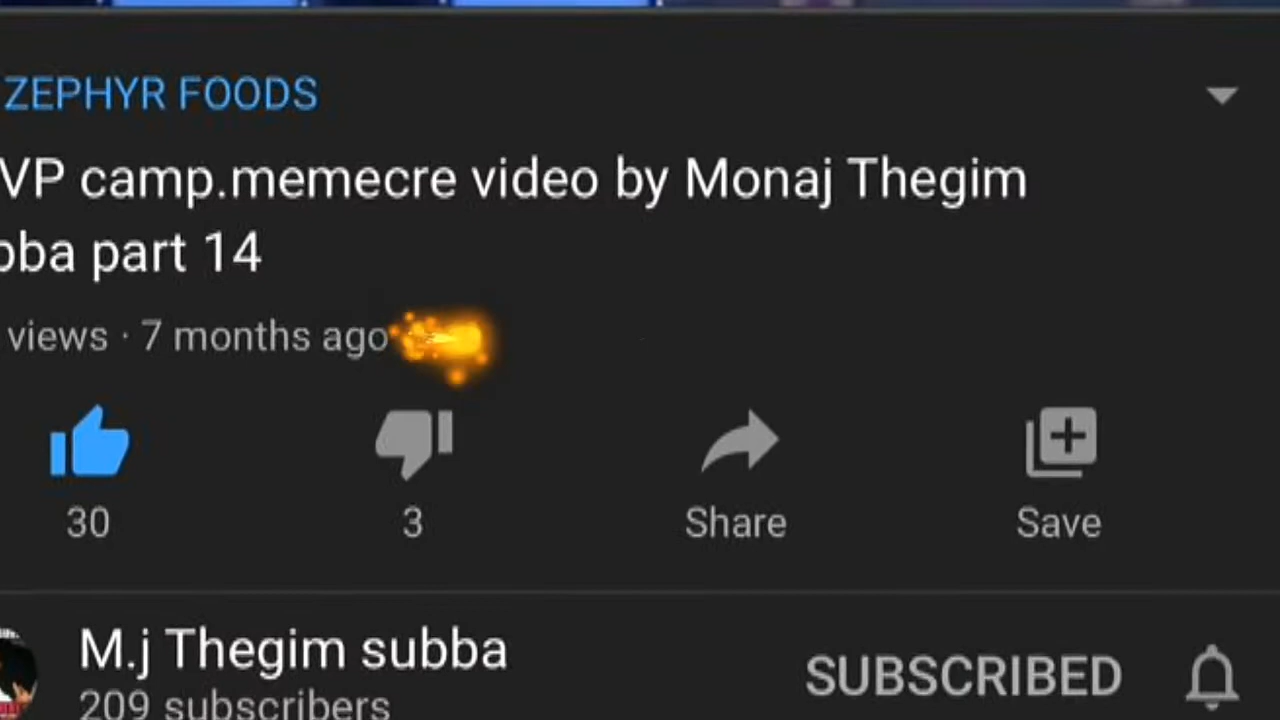 ZEPHYR FOODS
VP camp.memecre video by Monaj Thegim
bba part 14
views · 7 months ago
30
3
Share
Save
M.j Thegim subba
SUBSCRIBED
209 subscribers